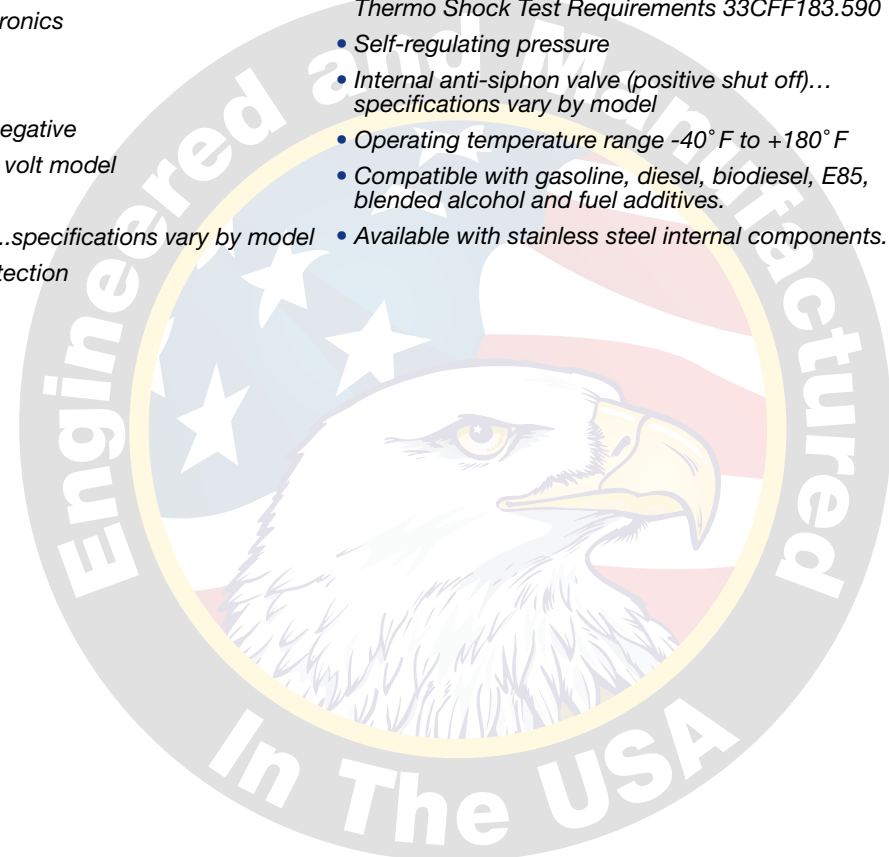 ronics
egative
volt model
...specifications vary by model
tection
Thermo Shock Test Requirements 33CFF183.590
• Self-regulating pressure
• Internal anti-siphon valve (positive shut off)…
specifications vary by model
• Operating temperature range -40˚F to +180˚F
• Compatible with gasoline, diesel, biodiesel, E85,
blended alcohol and fuel additives.
• Available with stainless steel internal components.
Engineered and Manufactured
In The USA